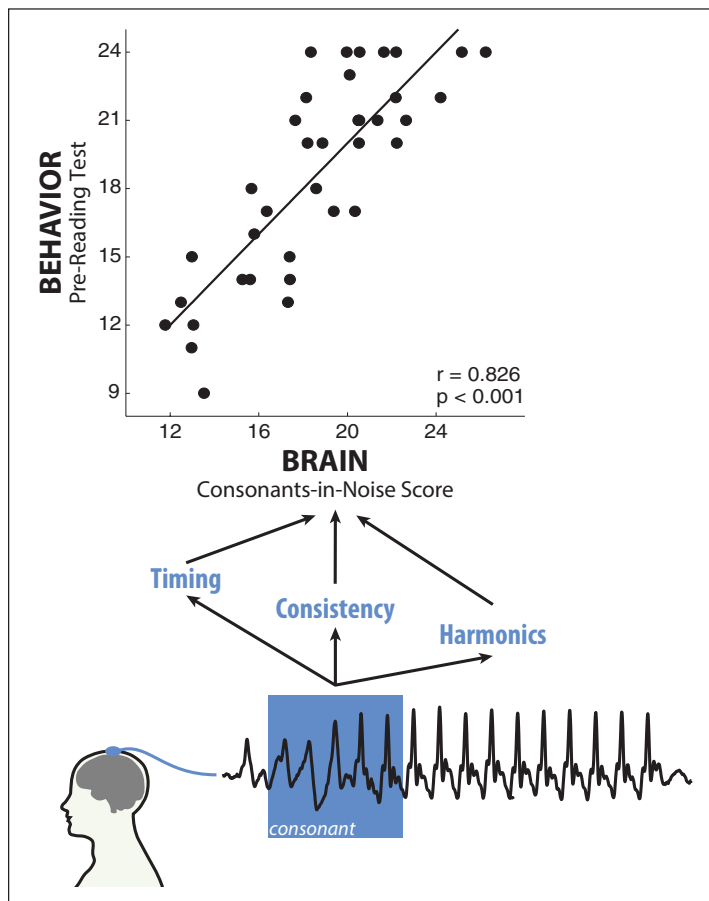 24
21
18
15
12
9
BEHAVIOR
Pre-Reading Test
r = 0.826
p < 0.001
12 16 20 24
BRAIN
Consonants-in-Noise Score
Timing
Consistency
Harmonics
consonant